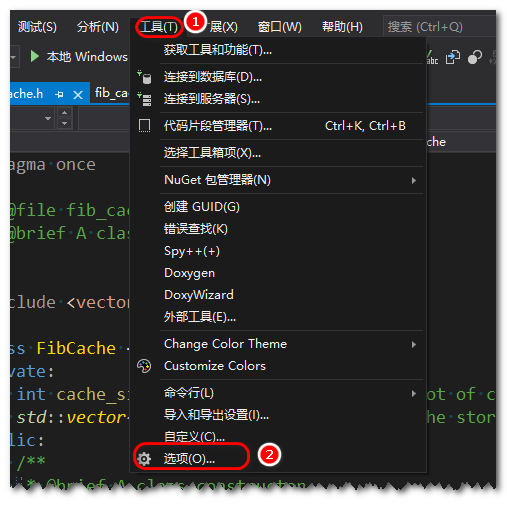 测试(S) 分析(N) 工具(T) 1 展(X) 窗口(W) 帮助(H) 搜索 (Ctrl+Q)
本地 Windows
获取工具和功能(T)...
连接到数据库(D)...
连接到服务器(S)...
代码片段管理器(T)... Ctrl+K, Ctrl+B
选择工具箱项(X)...
NuGet 包管理器(N)
创建 GUID(G)
错误查找(K)
Spy++(+)
Doxygen
DoxyWizard
外部工具(E)...
Change Color Theme
Customize Colors
命令行(L)
导入和导出设置(I)...
自定义(C)...
选项(O)... 2
ache.h fib_ca
che
agma once
@file fib_ca
@brief A clas
clude <vector
ss FibCache
vate:
int cache_si ot of c
std::vector< he stor
lic:
/**
* @brief A class constructor